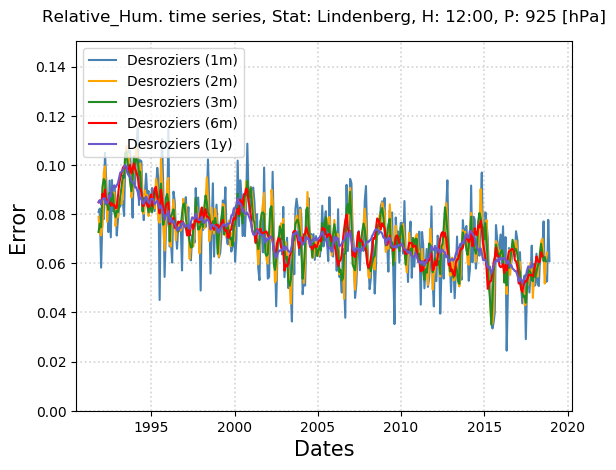 Relative_Hum. time series, Stat: Lindenberg, H: 12:00, P: 925 [hPa]
Desroziers (1m)
Desroziers (2m)
Desroziers (3m)
Desroziers (6m)
Desroziers (1y)
0.14
0.12
0.10
0.08
0.06
0.04
0.02
0.00
Error
1995
2000
2005
2010
2015
2020
Dates